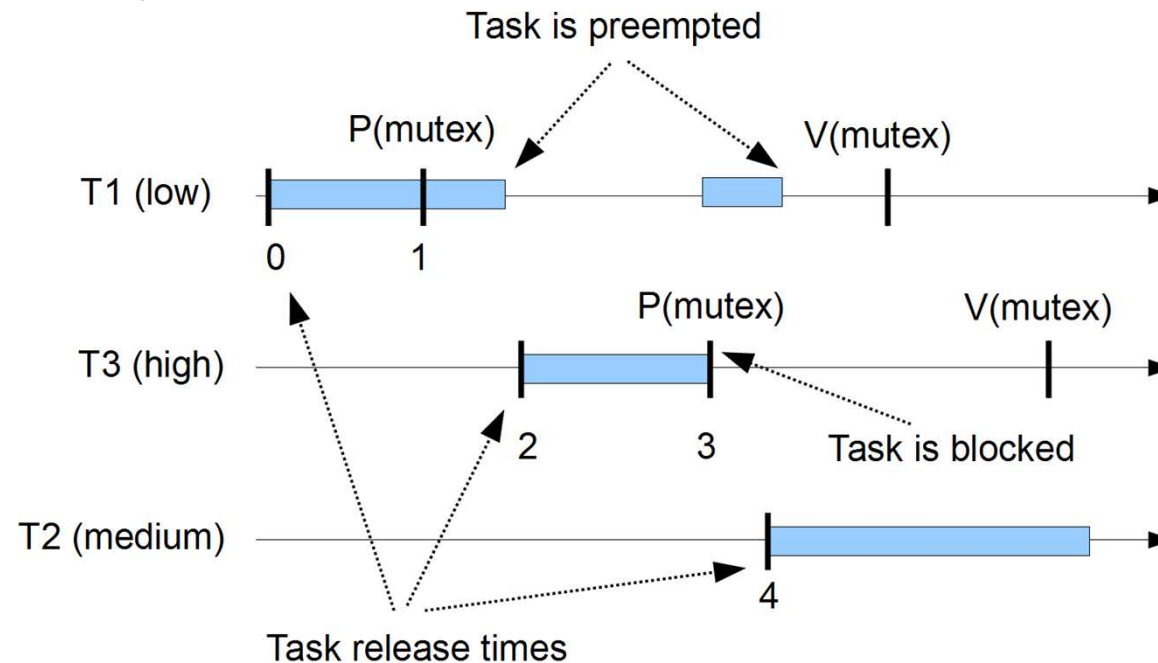 Task is preempted
P(mutex)
V(mutex)
T1 (low)
0
1
P(mutex)
V(mutex)
T3 (high)
2
3
Task is blocked
T2 (medium)
4
Task release times